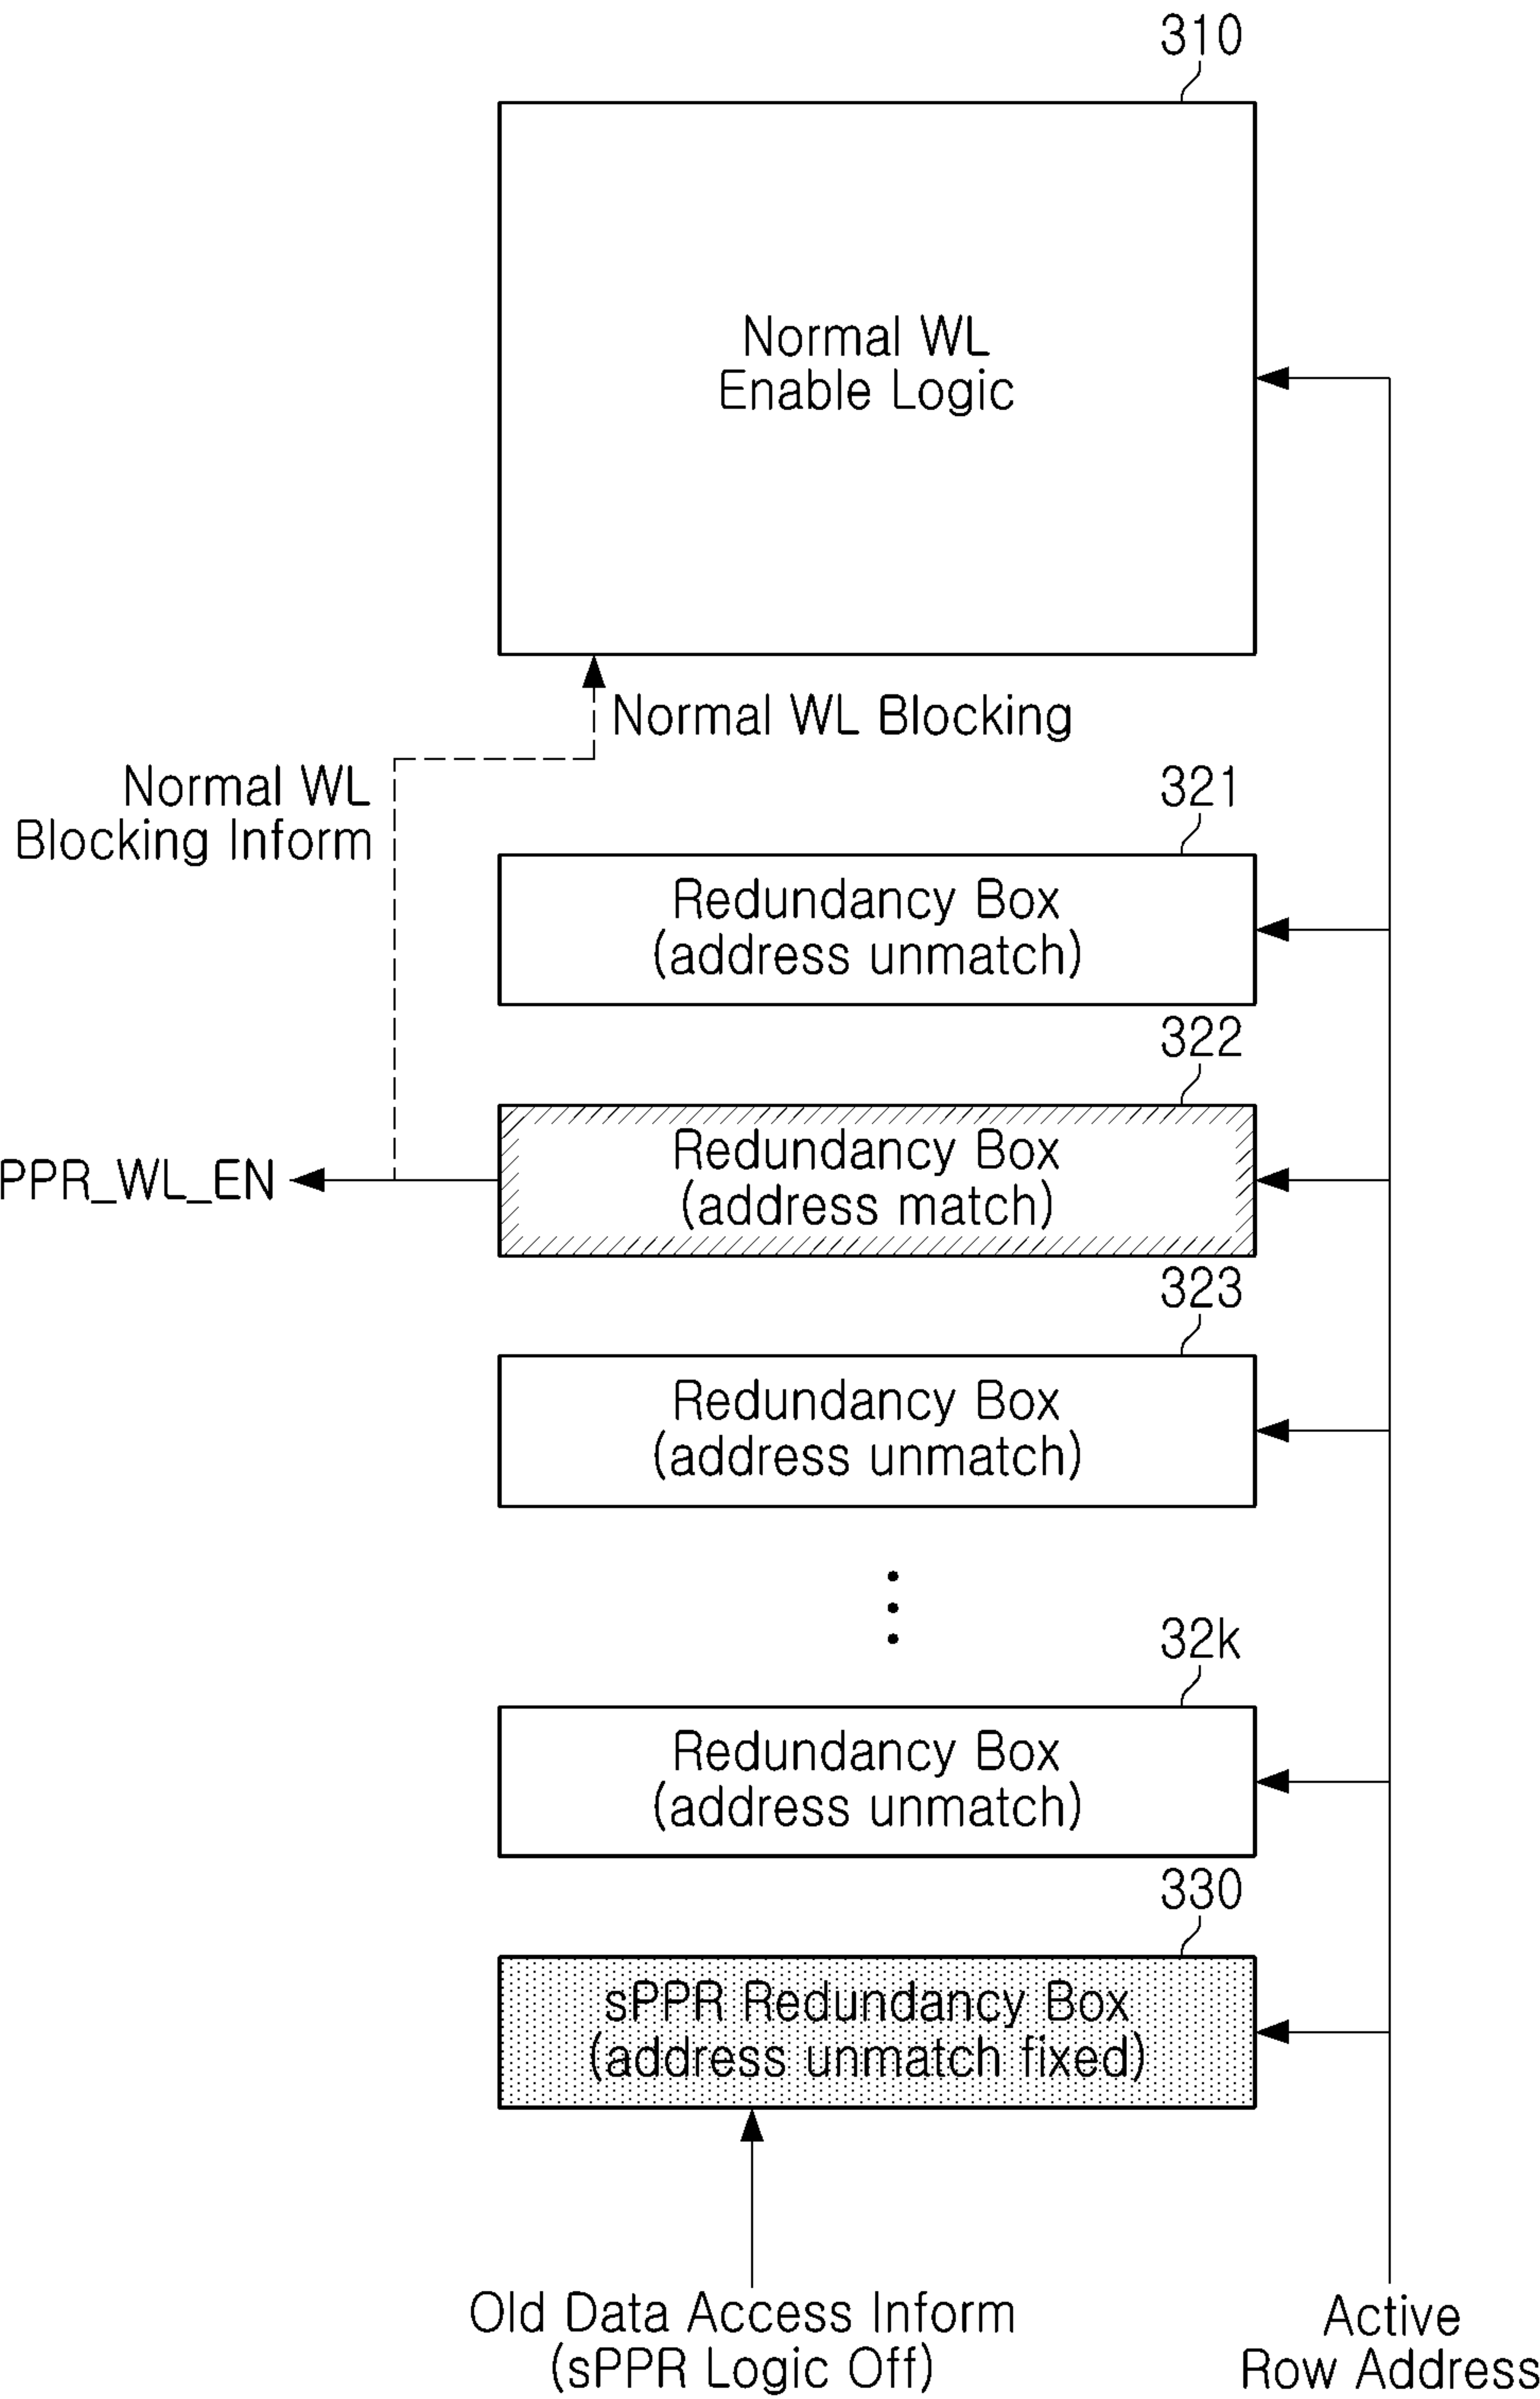 310
Normal WL
Enable Logic
Normal WL Blocking
Normal WL
Blocking Inform
321
Redundancy Box
(address unmatch)
322
Redundancy Box
(address match)
PPR_WL_EN
323
Redundancy Box
(address unmatch)
32k
Redundancy Box
(address unmatch)
330
sPPR Redundancy Box
(address unmatch fixed)
Old Data Access Inform
(sPPR Logic Off)
Active
Row Address